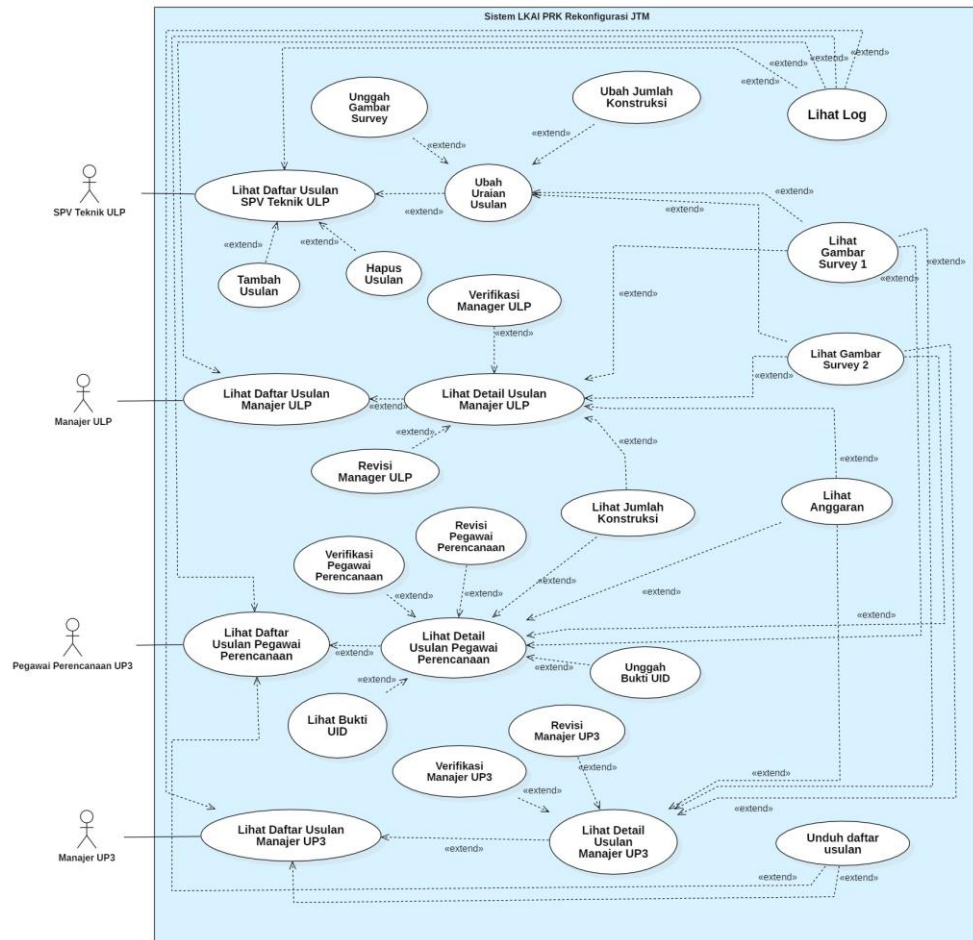 Sistem LKAI PRK Rekonfigurasi JTM
«extend»
«extend»
«extend»
«extend»
Unggah
Gambar
Survey
Ubah Jumlah
Konstruksi
Lihat Log
«extend»
«extend»
SPV Teknik ULP
Lihat Daftar Usulan
SPV Teknik ULP
«extend»
Ubah
Uraian
Usulan
«extend»
«extend»
«extend»
«extend»
Tambah
Usulan
Hapus
Usulan
Lihat
Gambar
Survey 1
«extend»
«extend»
Verifikasi
Manager ULP
«extend»
«extend»
Lihat Gambar
Survey 2
«extend»
«extend»
«extend»
Manajer ULP
Lihat Daftar Usulan
Manajer ULP
«extend»
Lihat Detail Usulan
Manajer ULP
«extend»
«extend»
Revisi
Manager ULP
«extend»
«extend»
Lihat Jumlah
Konstruksi
Lihat
Anggaran
Revisi
Pegawai
Perencanaan
Verifikasi
Pegawai
Perencanaan
«extend»
«extend»
«extend»
«extend»
«extend»
Pegawai Perencanaan UP3
Lihat Daftar
Usulan Pegawai
Perencanaan
«extend»
Lihat Detail
Usulan Pegawai
Perencanaan
«extend»
Unggah
Bukti UID
«extend»
Lihat Bukti
UID
Revisi
Manajer UP3
Verifikasi
Manajer UP3
«extend»
«extend»
«extend»
«extend»
Manajer UP3
Lihat Daftar Usulan
Manajer UP3
«extend»
Lihat Detail
Usulan
Manajer UP3
Unduh daftar
usulan
«extend»
«extend»